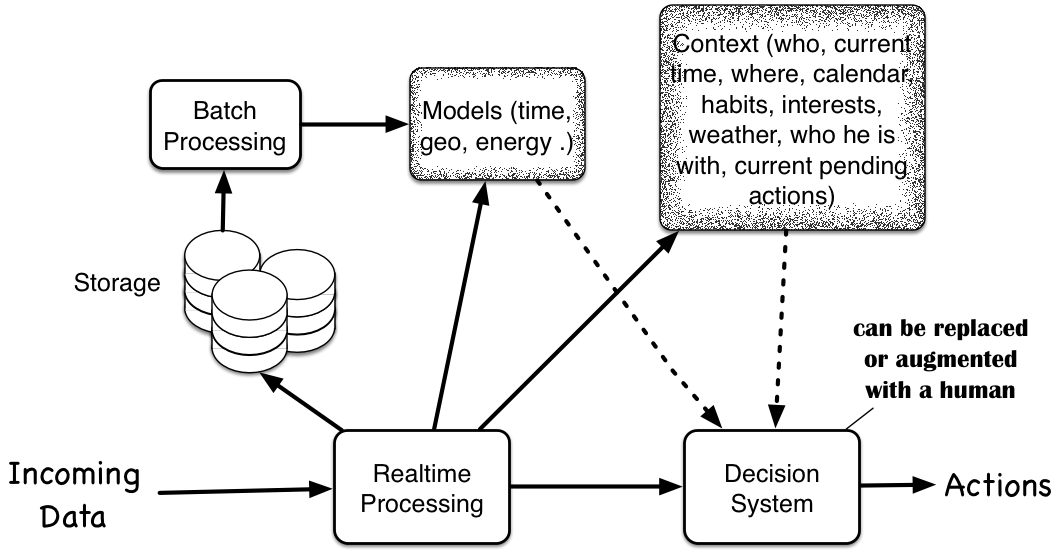 Batch
Processing
Models (time,
geo, energy .)
Context (who, current
time, where, calendar,
habits, interests,
weather, who he is
with, current pending
actions)
Storage
can be replaced
or augmented
with a human
Incoming
Data
Realtime
Processing
Decision
System
Actions